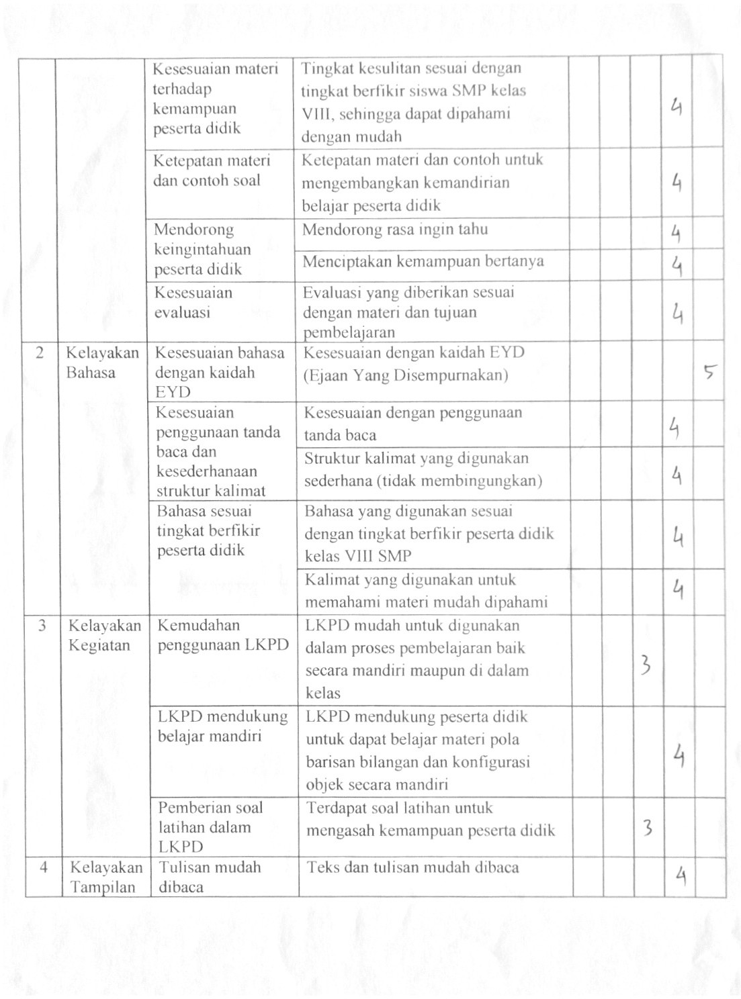 Kesesuaian materi
terhadap
kemampuan
peserta didik
Tingkat kesulitan sesuai dengan
tingkat berfikir siswa SMP kelas
VIII, sehingga dapat dipahami
dengan mudah
4
Ketepatan materi
dan contoh soal
Ketepatan materi dan contoh untuk
mengembangkan kemandirian
belajar peserta didik
4
Mendorong
keingintahuan
peserta didik
Mendorong rasa ingin tahu
4
Menciptakan kemampuan bertanya
4
Kesesuaian
evaluasi
Evaluasi yang diberikan sesuai
dengan materi dan tujuan
pembelajaran
4
2
Kelayakan
Bahasa
Kesesuaian bahasa
dengan kaidah
EYD
Kesesuaian dengan kaidah EYD
(Ejaan Yang Disempurnakan)
5
Kesesuaian
penggunaan tanda
baca dan
kesederhanaan
struktur kalimat
Kesesuaian dengan penggunaan
tanda baca
4
Struktur kalimat yang digunakan
sederhana (tidak membingungkan)
4
Bahasa sesuai
tingkat berfikir
peserta didik
Bahasa yang digunakan sesuai
dengan tingkat berfikir peserta didik
kelas VIII SMP
4
Kalimat yang digunakan untuk
memahami materi mudah dipahami
4
3
Kelayakan
Kegiatan
Kemudahan
penggunaan LKPD
LKPD mudah untuk digunakan
dalam proses pembelajaran baik
secara mandiri maupun di dalam
kelas
3
LKPD mendukung
belajar mandiri
LKPD mendukung peserta didik
untuk dapat belajar materi pola
barisan bilangan dan konfigurasi
objek secara mandiri
4
Pemberian soal
latihan dalam
LKPD
Terdapat soal latihan untuk
mengasah kemampuan peserta didik
3
4
Kelayakan
Tampilan
Tulisan mudah
dibaca
Teks dan tulisan mudah dibaca
4